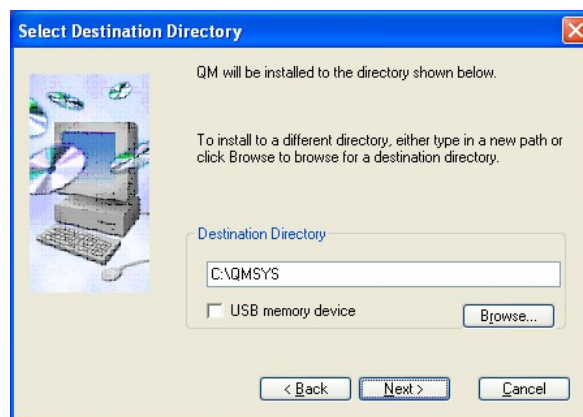 Select Destination Directory
QM will be installed to the directory shown below.
To install to a different directory, either type in a new path or
click Browse to browse for a destination directory.
Destination Directory
C:\QMSYS
USB memory device
Browse...
< Back
Next >
Cancel